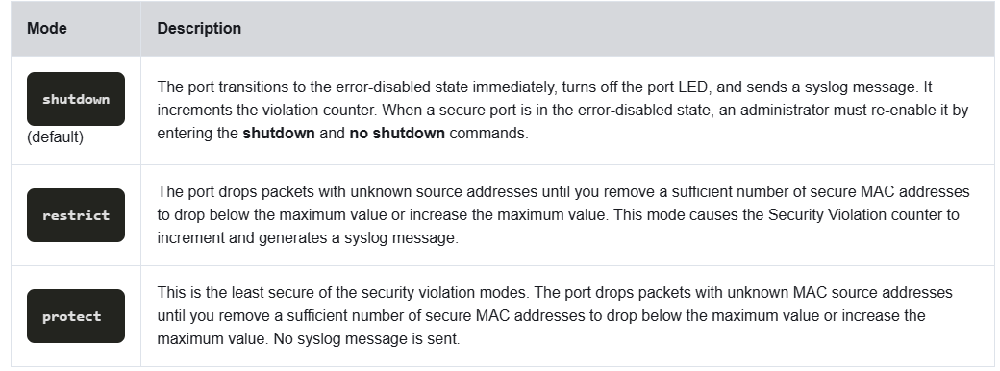 Mode Description
shutdown
(default)
The port transitions to the error-disabled state immediately, turns off the port LED, and sends a syslog message. It
increments the violation counter. When a secure port is in the error-disabled state, an administrator must re-enable it by
entering the shutdown and no shutdown commands.
restrict
The port drops packets with unknown source addresses until you remove a sufficient number of secure MAC addresses
to drop below the maximum value or increase the maximum value. This mode causes the Security Violation counter to
increment and generates a syslog message.
protect
This is the least secure of the security violation modes. The port drops packets with unknown MAC source addresses
until you remove a sufficient number of secure MAC addresses to drop below the maximum value or increase the
maximum value. No syslog message is sent.